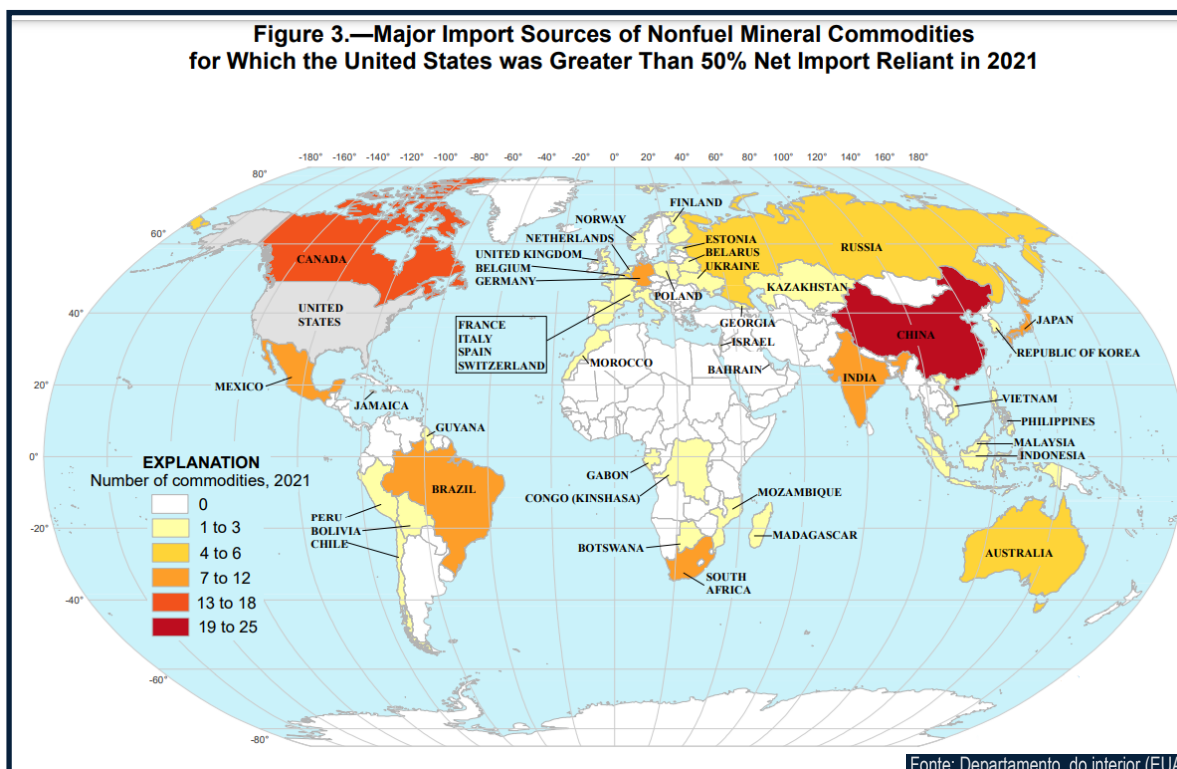 Figure 3.—Major Import Sources of Nonfuel Mineral Commodities
for Which the United States was Greater Than 50% Net Import Reliant in 2021
-180° -160° -140° -120° -100° -80° -60° -40° -20° 0° 20° 40° 60° 80° 100° 120° 140° 160° 180°
80°
60°
40°
20°
0°
-20°
-40°
-60°
-80°
CANADA
UNITED
STATES
MEXICO
JAMAICA
GUYANA
BRAZIL
PERU
BOLIVIA
CHILE
NORWAY
FINLAND
NETHERLANDS
UNITED KINGDOM
BELGIUM
GERMANY
ESTONIA
BELARUS
UKRAINE
POLAND
RUSSIA
KAZAKHSTAN
GEORGIA
FRANCE
ITALY
SPAIN
SWITZERLAND
MOROCCO
ISRAEL
BAHRAIN
CHINA
INDIA
JAPAN
REPUBLIC OF KOREA
VIETNAM
PHILIPPINES
MALAYSIA
INDONESIA
GABON
CONGO (KINSHASA)
MOZAMBIQUE
MADAGASCAR
BOTSWANA
SOUTH
AFRICA
AUSTRALIA
EXPLANATION
Number of commodities, 2021
0
1 to 3
4 to 6
7 to 12
13 to 18
19 to 25
Fonte: Departamento. do interior (EUA